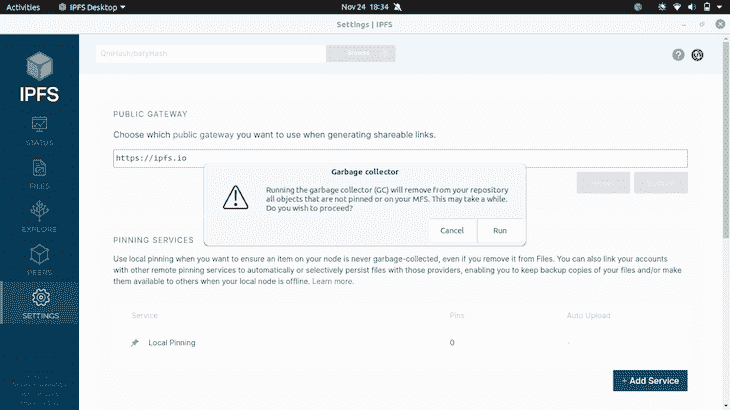 Activities IPFS Desktop Nov 24 18:34
Settings | IPFS
QmHash/bafyHash
Browse
IPFS
STATUS
FILES
EXPLORE
PEERS
SETTINGS
PUBLIC GATEWAY
Choose which public gateway you want to use when generating shareable links.
https://ipfs.io
Garbage collector
Running the garbage collector (GC) will remove from your repository
all objects that are not pinned or on your MFS. This may take a while.
Do you wish to proceed?
Cancel Run
PINNING SERVICES
Use local pinning when you want to ensure an item on your node is never garbage-collected, even if you remove it from Files. You can also link your accounts
with other remote pinning services to automatically or selectively persist files with those providers, enabling you to keep backup copies of your files and/or make
them available to others when your local node is offline. Learn more.
Service Pins Auto Upload
Local Pinning 0 -
+ Add Service